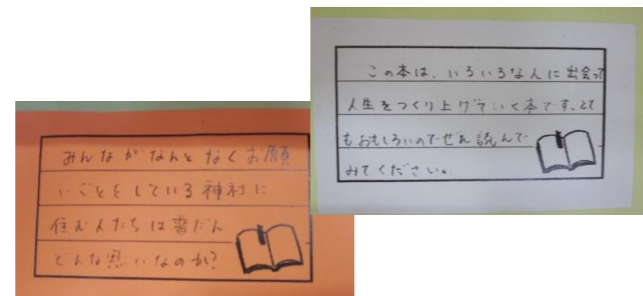 この本は、いろいろな人に出会って
人生をつくり上げていく本です。とて
もおもしろいのでぜひ読んで
みてください。
みんながなんとなくお願
いごとをしている神社に
住む人たちは普だん
どんな思いなのか?